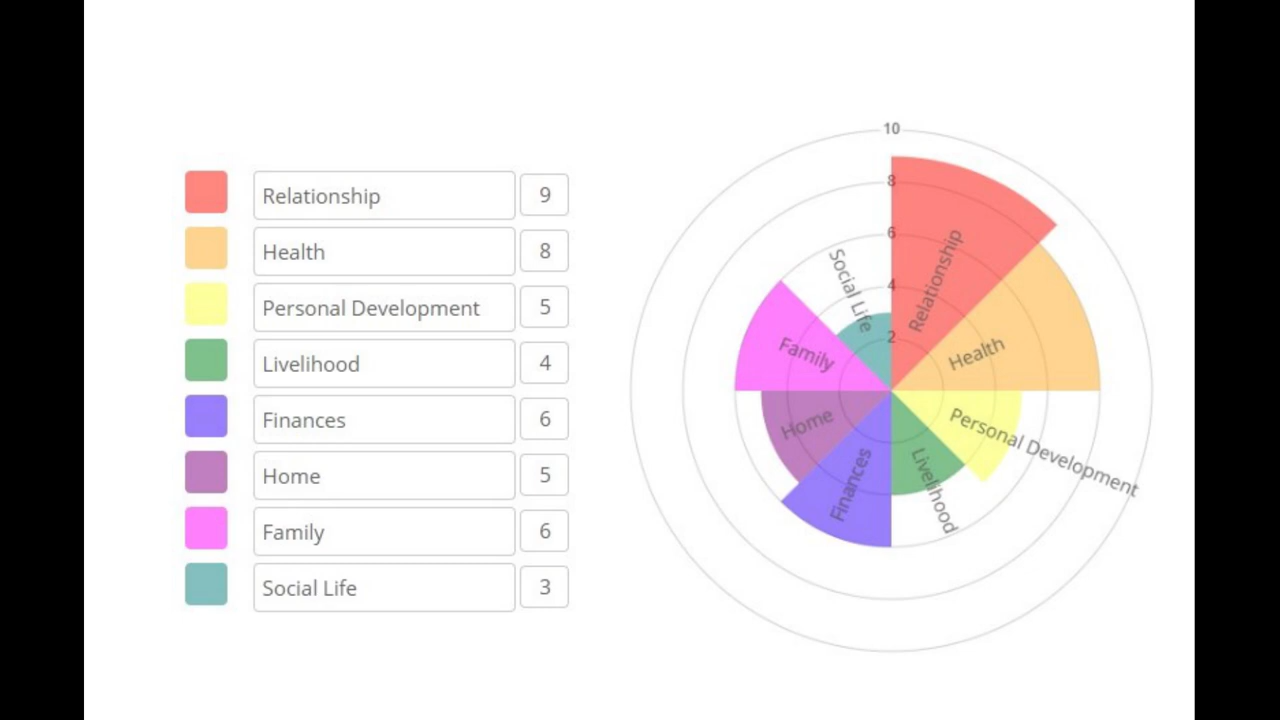 Relationship 9
Health 8
Personal Development 5
Livelihood 4
Finances 6
Home 5
Family 6
Social Life 3
10
8
6
4
2
Relationship
Health
Personal Development
Livelihood
Finances
Home
Family
Social Life